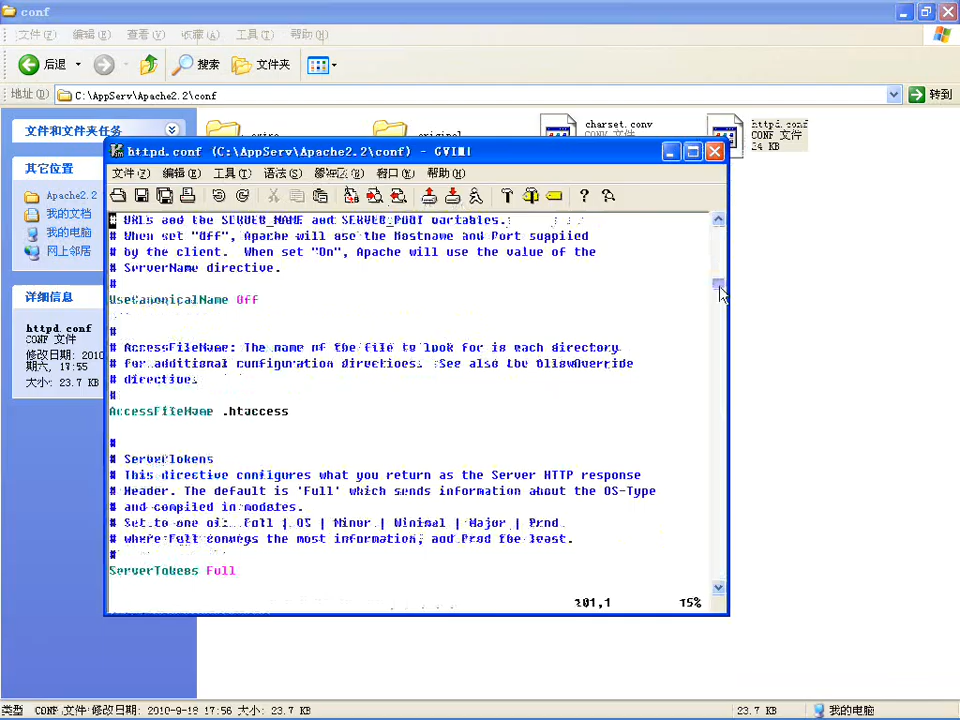 conf
文件(F) 编辑(E) 查看(V) 收藏(A) 工具(T) 帮助(H)
后退 搜索 文件夹
地址(D) C:\AppServ\Apache2.2\conf 转到
文件和文件夹任务
其它位置
Apache2.2
我的文档
我的电脑
网上邻居
详细信息
httpd.conf
CONF 文件
修改日期: 2010
期六, 17:55
大小: 23.7 KB
extra
original
charset.conv
CONV 文件
httpd.conf
CONF 文件
24 KB
httpd.conf (C:\AppServ\Apache2.2\conf) - GVIM1
文件(F) 编辑(E) 工具(T) 语法(S) 缓冲区(B) 窗口(W) 帮助(H)
# URLs and the SERVER_NAME and SERVER_PORT variables.
# When set "Off", Apache will use the Hostname and Port supplied
# by the client. When set "On", Apache will use the value of the
# ServerName directive.
#
UseCanonicalName Off
#
# AccessFileName: The name of the file to look for in each directory
# for additional configuration directives. See also the AllowOverride
# directive.
#
AccessFileName .htaccess
#
# ServerTokens
# This directive configures what you return as the Server HTTP response
# Header. The default is 'Full' which sends information about the OS-Type
# and compiled in modules.
# Set to one of: Full | OS | Minor | Minimal | Major | Prod
# where Full conveys the most information, and Prod the least.
#
ServerTokens Full
15%
类型 CONF 文件 修改日期: 2010-9-18 17:56 大小: 23.7 KB 23.7 KB 我的电脑